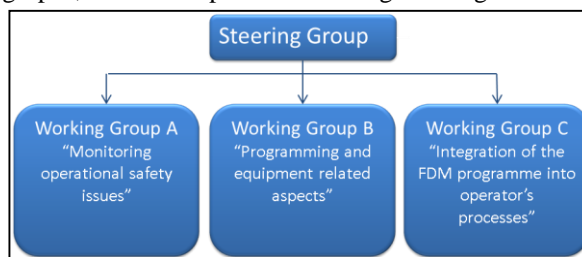 Steering Group
Working Group A
"Monitoring
operational safety
issues"
Working Group B
"Programming and
equipment related
aspects"
Working Group C
"Integration of the
FDM programme into
operator's
processes"